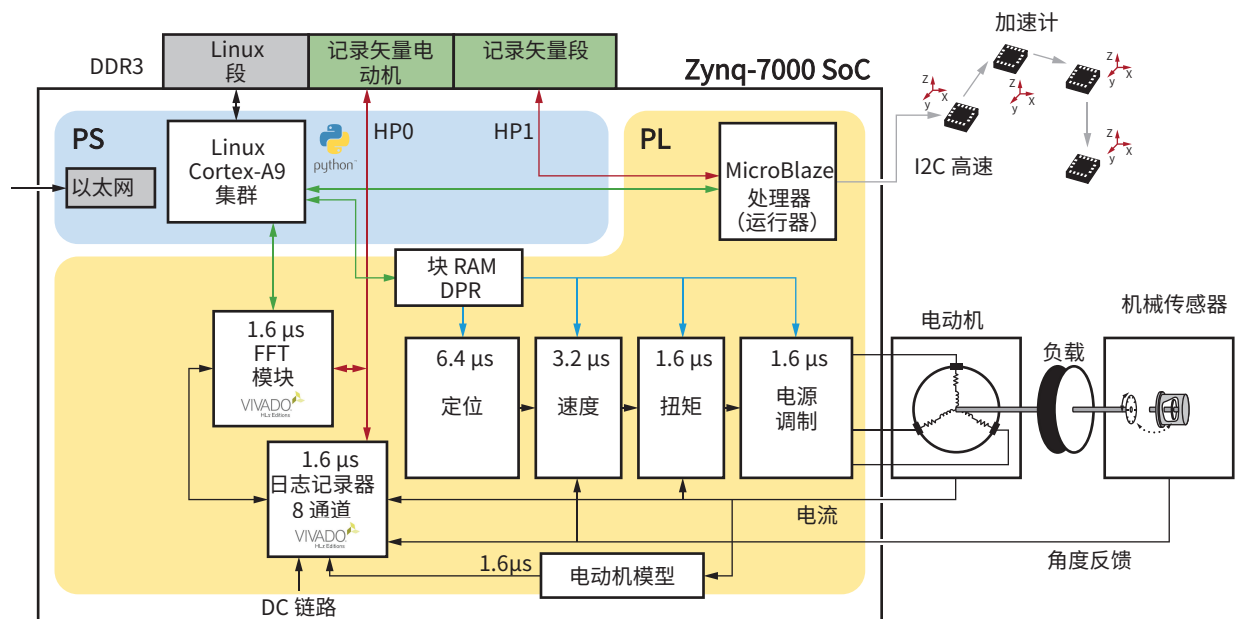 加速计
DDR3
Linux
段
记录矢量电
动机
记录矢量段
Zynq-7000 SoC
Z
X
y
Z
X
y
Z
X
y
Z
X
y
PS
Linux
Cortex-A9
集群
python
HP0
HP1
PL
MicroBlaze
处理器
(运行器)
I2C 高速
以太网
块 RAM
DPR
1.6 µs
FFT
模块
VIVADO
HLx Editions
6.4 µs
定位
3.2 µs
速度
1.6 µs
扭矩
1.6 µs
电源
调制
电动机
负载
机械传感器
1.6 µs
日志记录器
8 通道
VIVADO
HLx Editions
电流
角度反馈
1.6µs
电动机模型
DC 链路